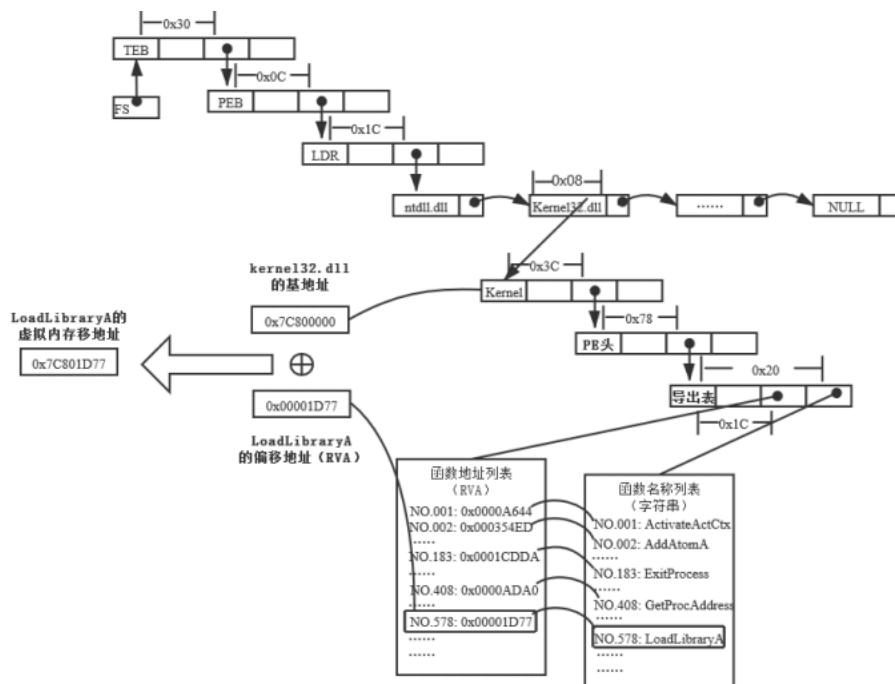 0x30
TEB
0x0C
FS
PEB
0x1C
LDR
0x08
ntdll.dll
Kernel32.dll
……
NULL
kernel32.dll
的基地址
0x3C
Kernel
0x7C800000
LoadLibraryA的
虚拟内存移地址
0x78
PE头
0x7C801D77
0x20
0x00001D77
导出表
0x1C
LoadLibraryA
的偏移地址（RVA）
函数地址列表
（RVA）
NO.001: 0x0000A644
NO.002: 0x000354ED
……
NO.183: 0x0001CDDA
……
NO.408: 0x0000ADA0
……
NO.578: 0x00001D77
……
……
函数名称列表
（字符串）
NO.001: ActivateActCtx
NO.002: AddAtomA
……
NO.183: ExitProcess
……
NO.408: GetProcAddress
……
NO.578: LoadLibraryA
……
……